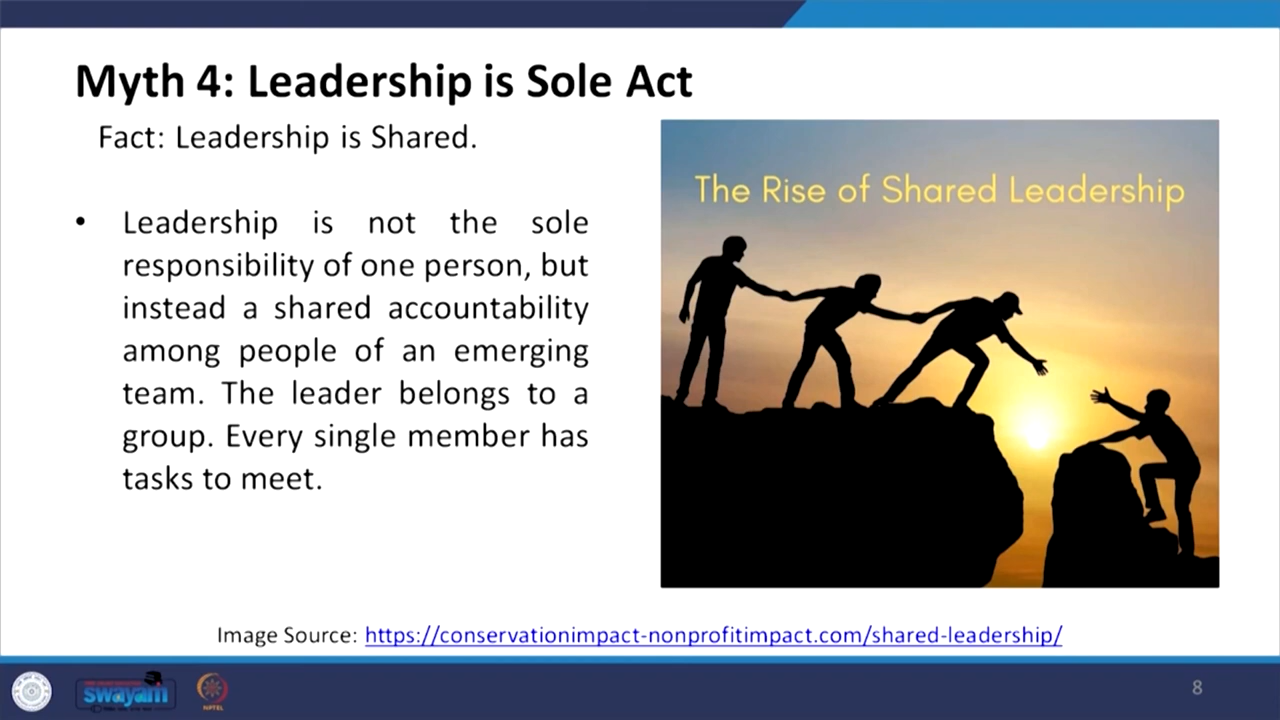 Myth 4: Leadership is Sole Act
Fact: Leadership is Shared.
• Leadership is not the sole
responsibility of one person, but
instead a shared accountability
among people of an emerging
team. The leader belongs to a
group. Every single member has
tasks to meet.
The Rise of Shared Leadership
Image Source: https://conservationimpact-nonprofitimpact.com/shared-leadership/
swayam
NPTEL
8